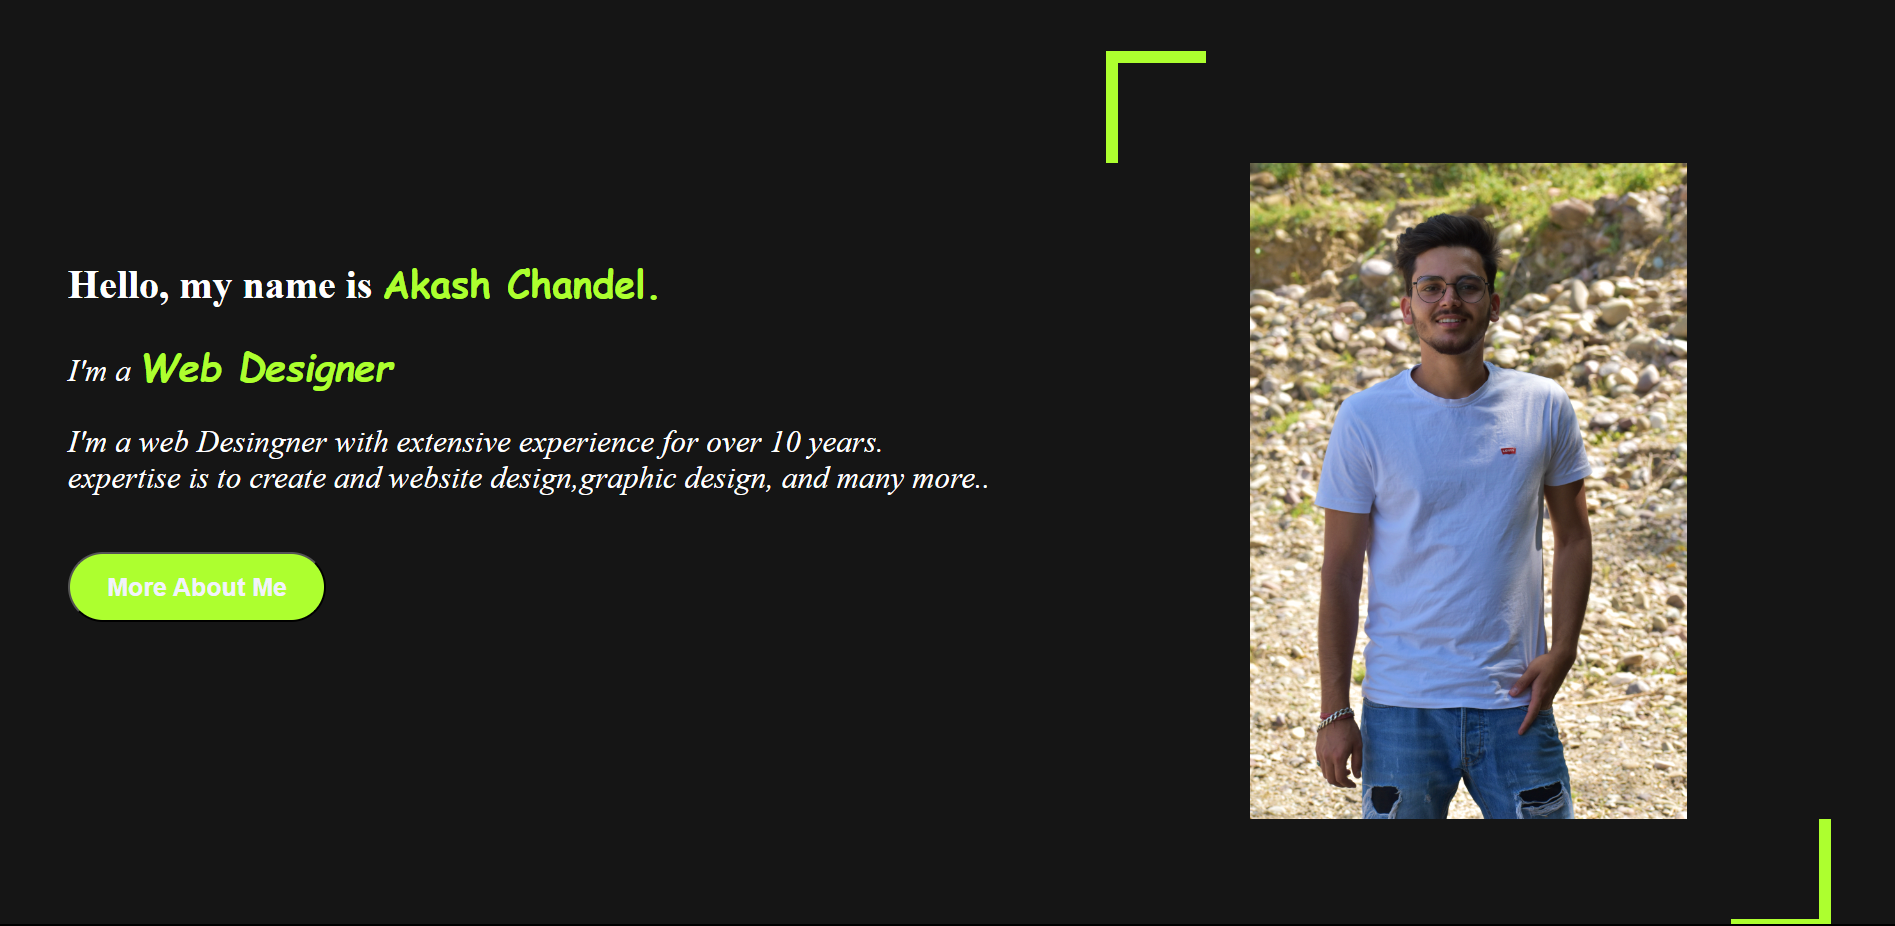 Hello, my name is Akash Chandel.
I'm a Web Designer
I'm a web Desingner with extensive experience for over 10 years.
expertise is to create and website design,graphic design, and many more..
More About Me